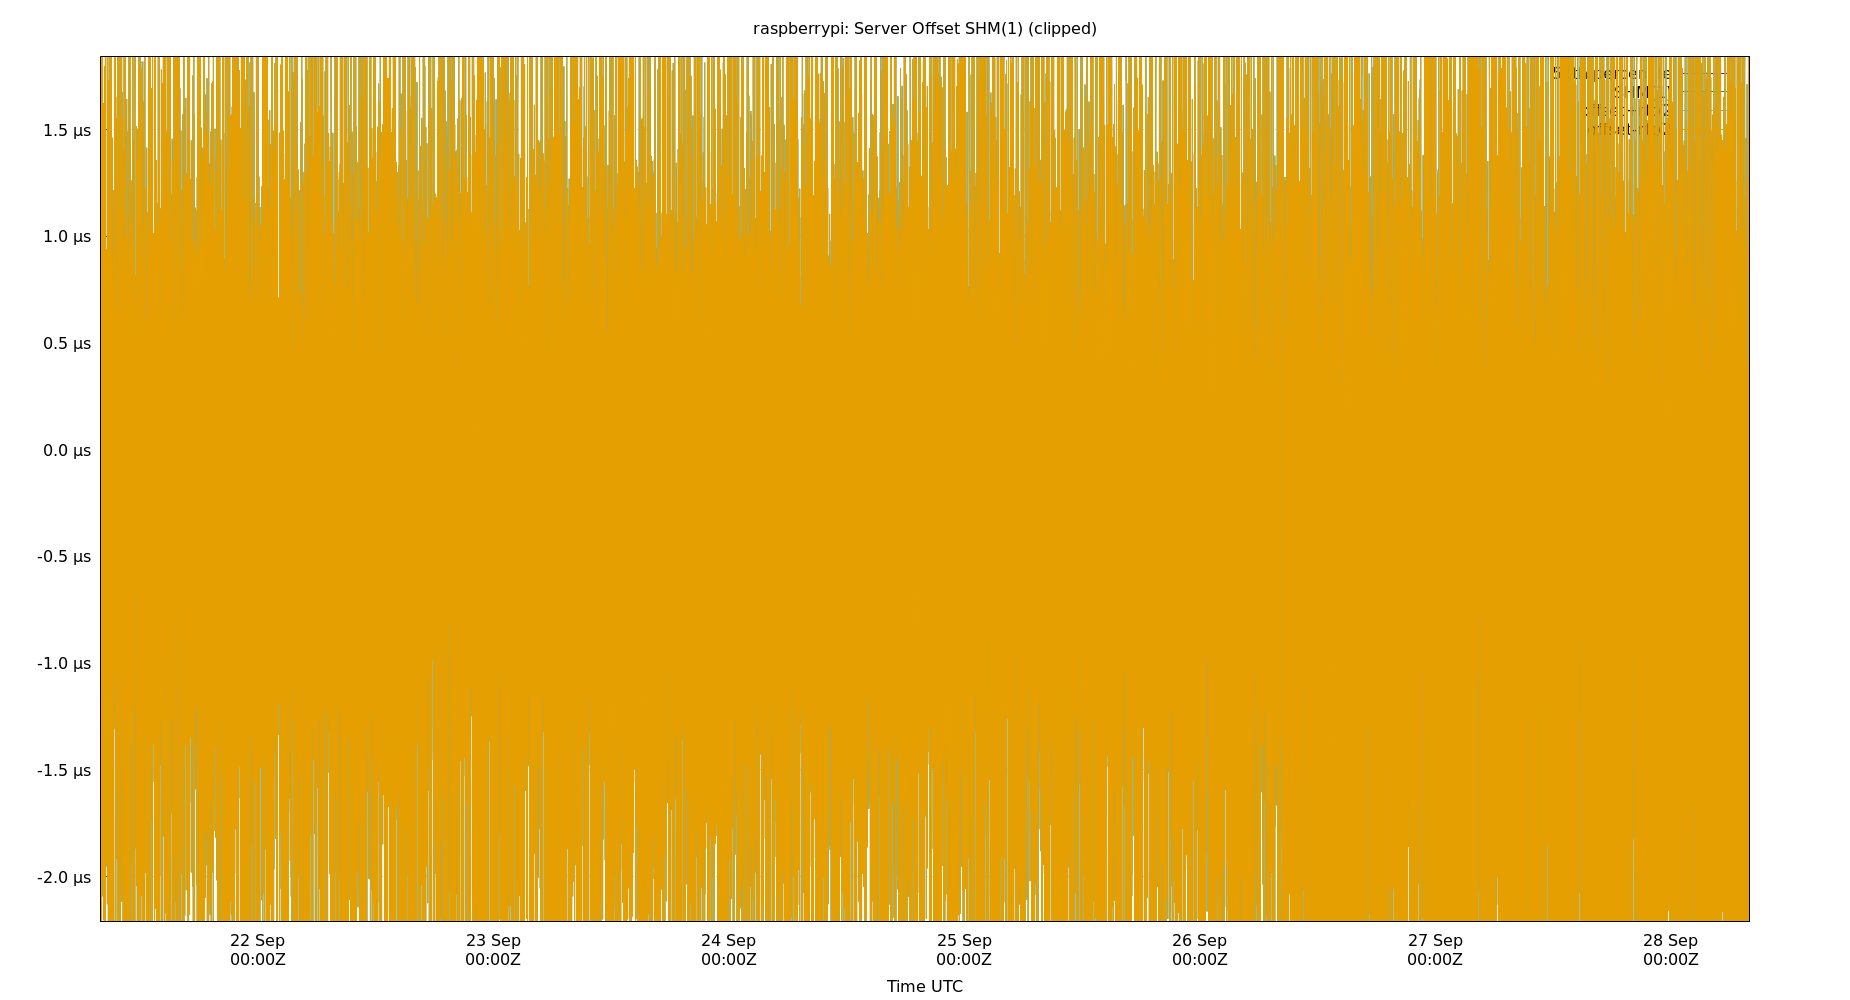 raspberrypi: Server Offset SHM(1) (clipped)
SHM(1)
1.5 µs
1.0 µs
0.5 µs
0.0 µs
-0.5 µs
-1.0 µs
-1.5 µs
-2.0 µs
22 Sep 23 Sep 24 Sep 25 Sep 26 Sep 27 Sep 28 Sep
00:00Z 00:00Z 00:00Z 00:00Z 00:00Z 00:00Z 00:00Z
Time UTC